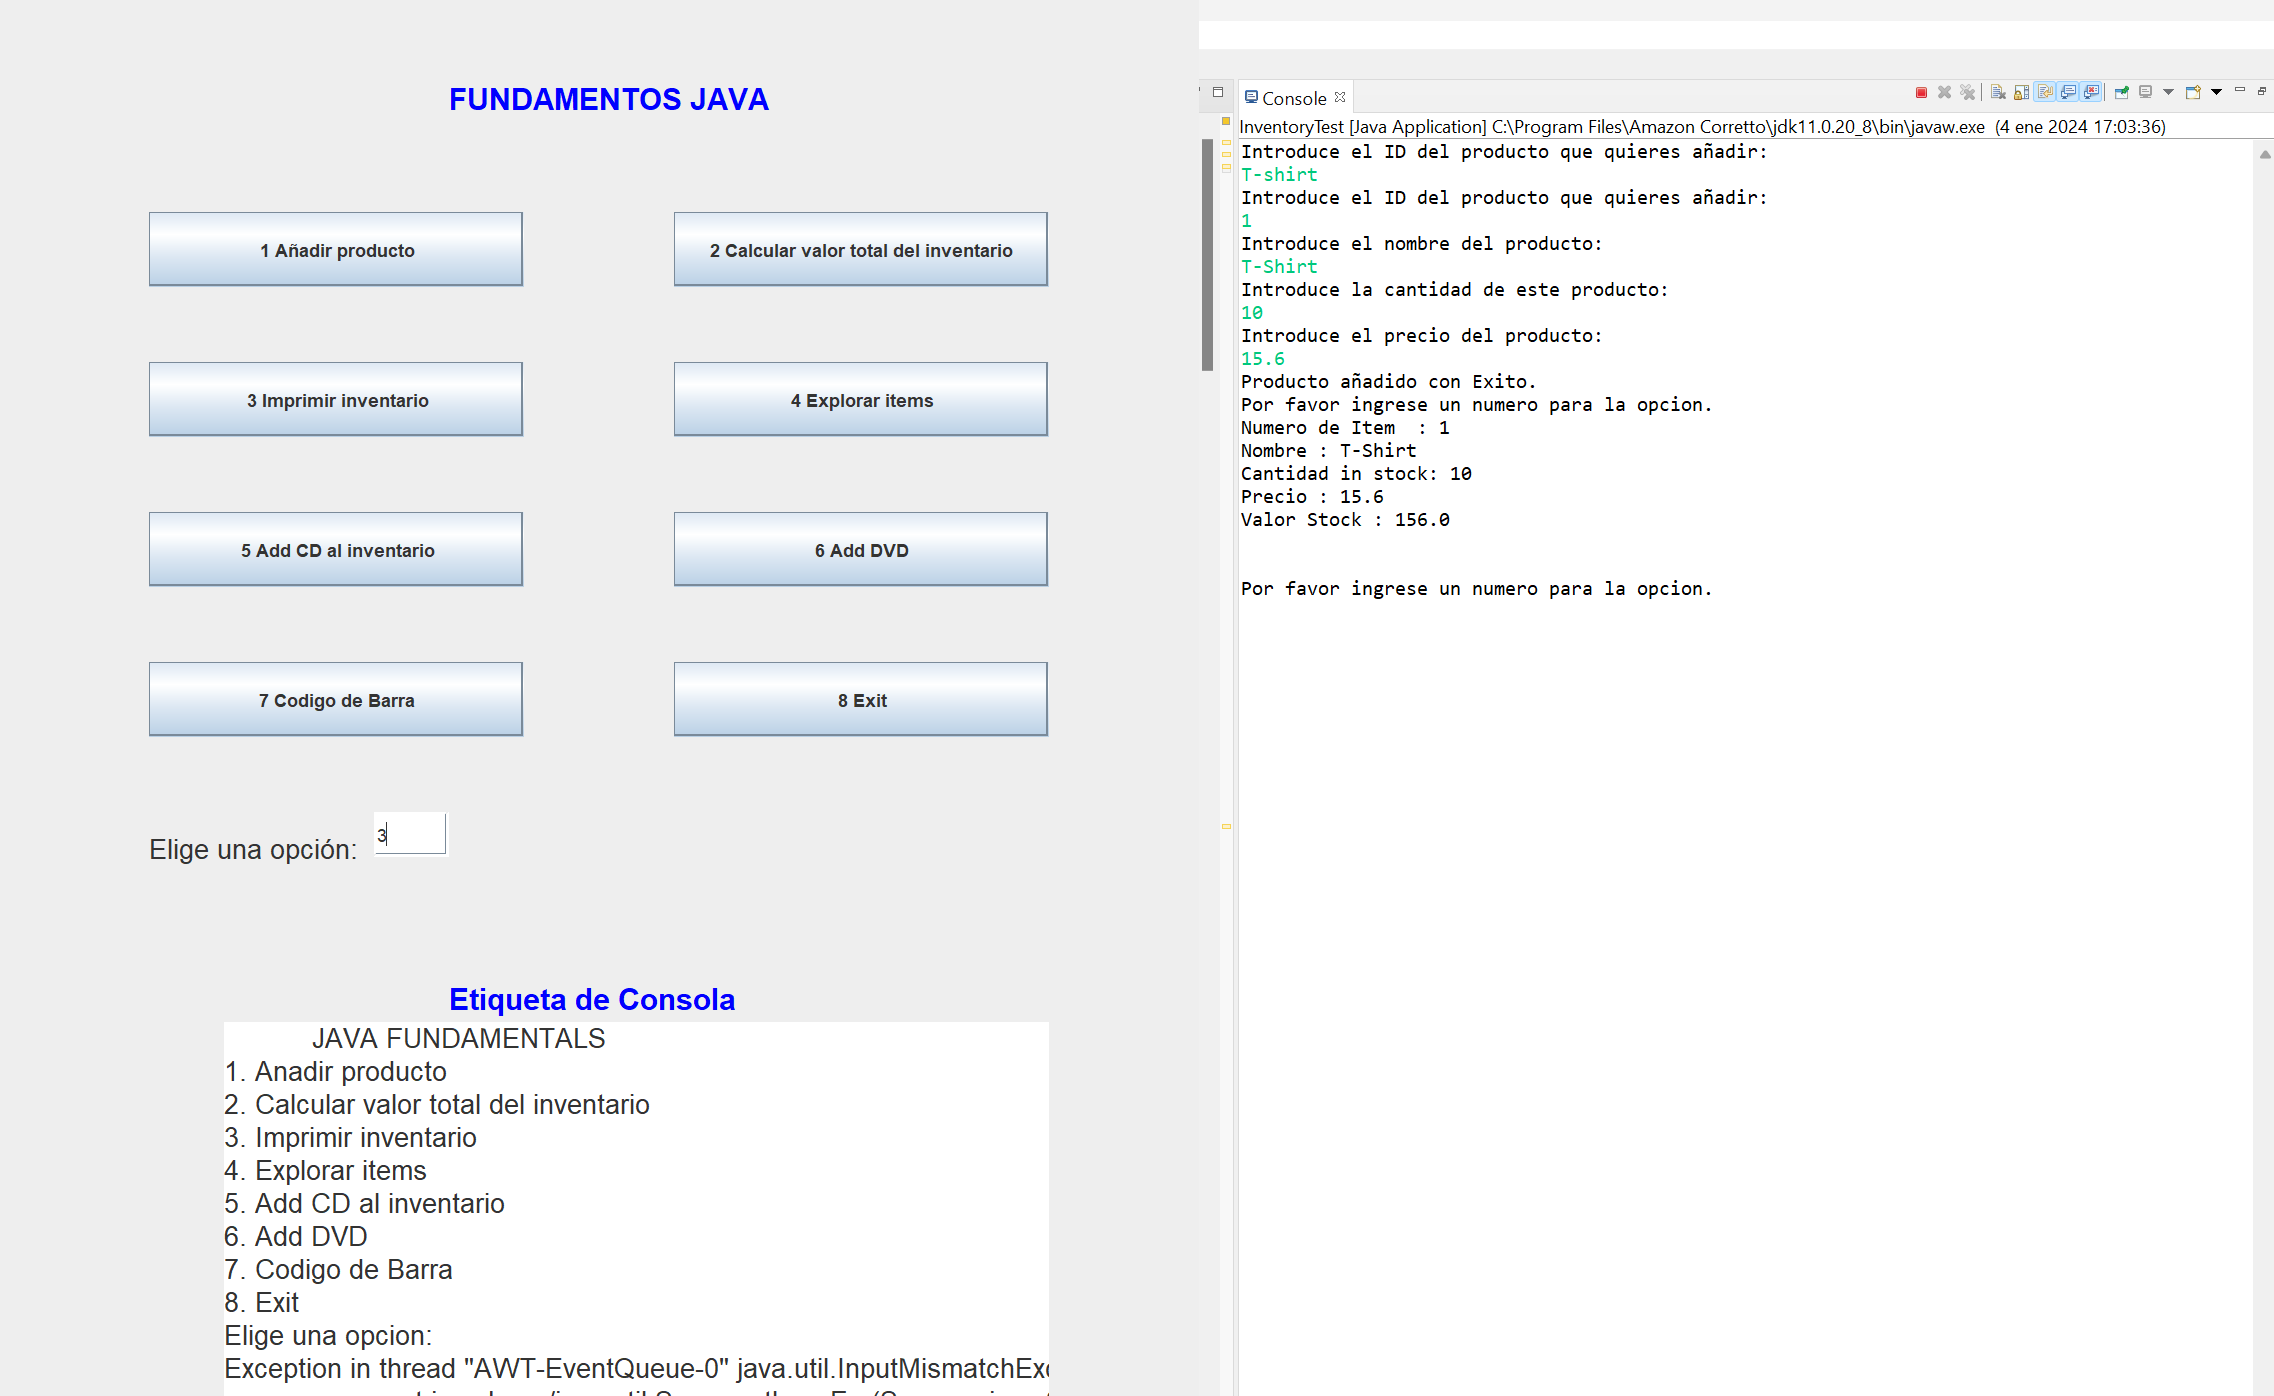 FUNDAMENTOS JAVA
1 Añadir producto
2 Calcular valor total del inventario
3 Imprimir inventario
4 Explorar items
5 Add CD al inventario
6 Add DVD
7 Codigo de Barra
8 Exit
Elige una opción: 3
Etiqueta de Consola
JAVA FUNDAMENTALS
1. Anadir producto
2. Calcular valor total del inventario
3. Imprimir inventario
4. Explorar items
5. Add CD al inventario
6. Add DVD
7. Codigo de Barra
8. Exit
Elige una opcion:
Exception in thread "AWT-EventQueue-0" java.util.InputMismatchEx
Console
InventoryTest [Java Application] C:\Program Files\Amazon Corretto\jdk11.0.20_8\bin\javaw.exe (4 ene 2024 17:03:36)
Introduce el ID del producto que quieres añadir:
T-shirt
Introduce el ID del producto que quieres añadir:
1
Introduce el nombre del producto:
T-Shirt
Introduce la cantidad de este producto:
10
Introduce el precio del producto:
15.6
Producto añadido con Exito.
Por favor ingrese un numero para la opcion.
Numero de Item  : 1
Nombre : T-Shirt
Cantidad in stock: 10
Precio : 15.6
Valor Stock : 156.0
Por favor ingrese un numero para la opcion.